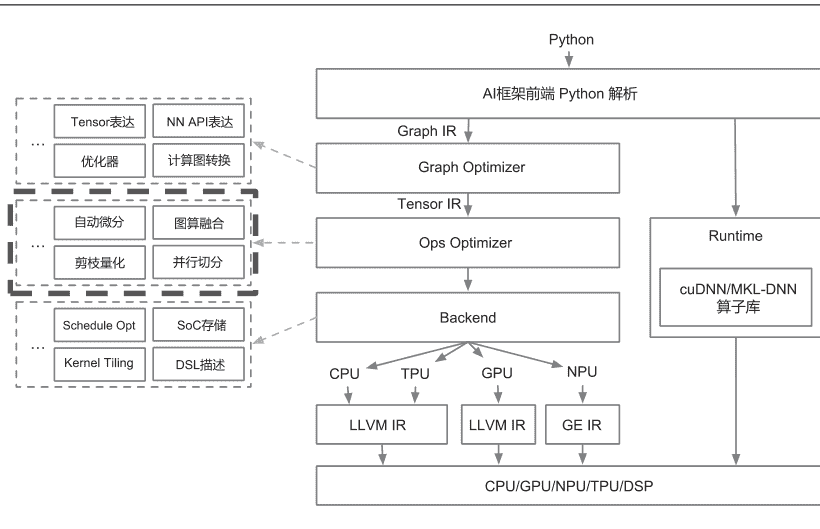 Python
AI框架前端 Python 解析
Graph IR
Graph Optimizer
Tensor IR
Ops Optimizer
Backend
CPU
TPU
GPU
NPU
LLVM IR
LLVM IR
GE IR
CPU/GPU/NPU/TPU/DSP
Runtime
cuDNN/MKL-DNN
算子库
...
Tensor表达
NN API表达
优化器
计算图转换
...
自动微分
图算融合
剪枝量化
并行切分
...
Schedule Opt
SoC存储
Kernel Tiling
DSL描述